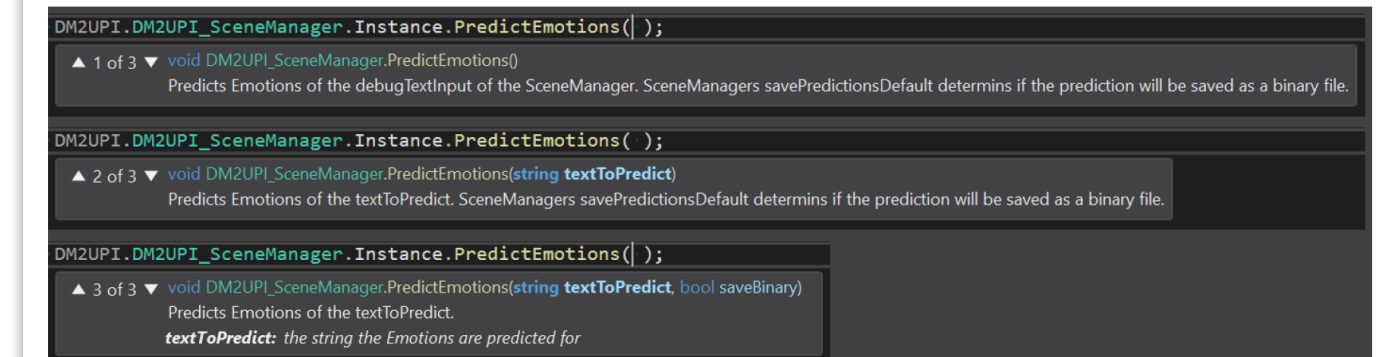 DM2UPI.DM2UPI_SceneManager.Instance.PredictEmotions( );
▲ 1 of 3 ▼ void DM2UPI_SceneManager.PredictEmotions()
Predicts Emotions of the debugTextInput of the SceneManager. SceneManagers savePredictionsDefault determins if the prediction will be saved as a binary file.
DM2UPI.DM2UPI_SceneManager.Instance.PredictEmotions( );
▲ 2 of 3 ▼ void DM2UPI_SceneManager.PredictEmotions(string textToPredict)
Predicts Emotions of the textToPredict. SceneManagers savePredictionsDefault determins if the prediction will be saved as a binary file.
DM2UPI.DM2UPI_SceneManager.Instance.PredictEmotions( );
▲ 3 of 3 ▼ void DM2UPI_SceneManager.PredictEmotions(string textToPredict, bool saveBinary)
Predicts Emotions of the textToPredict.
textToPredict: the string the Emotions are predicted for